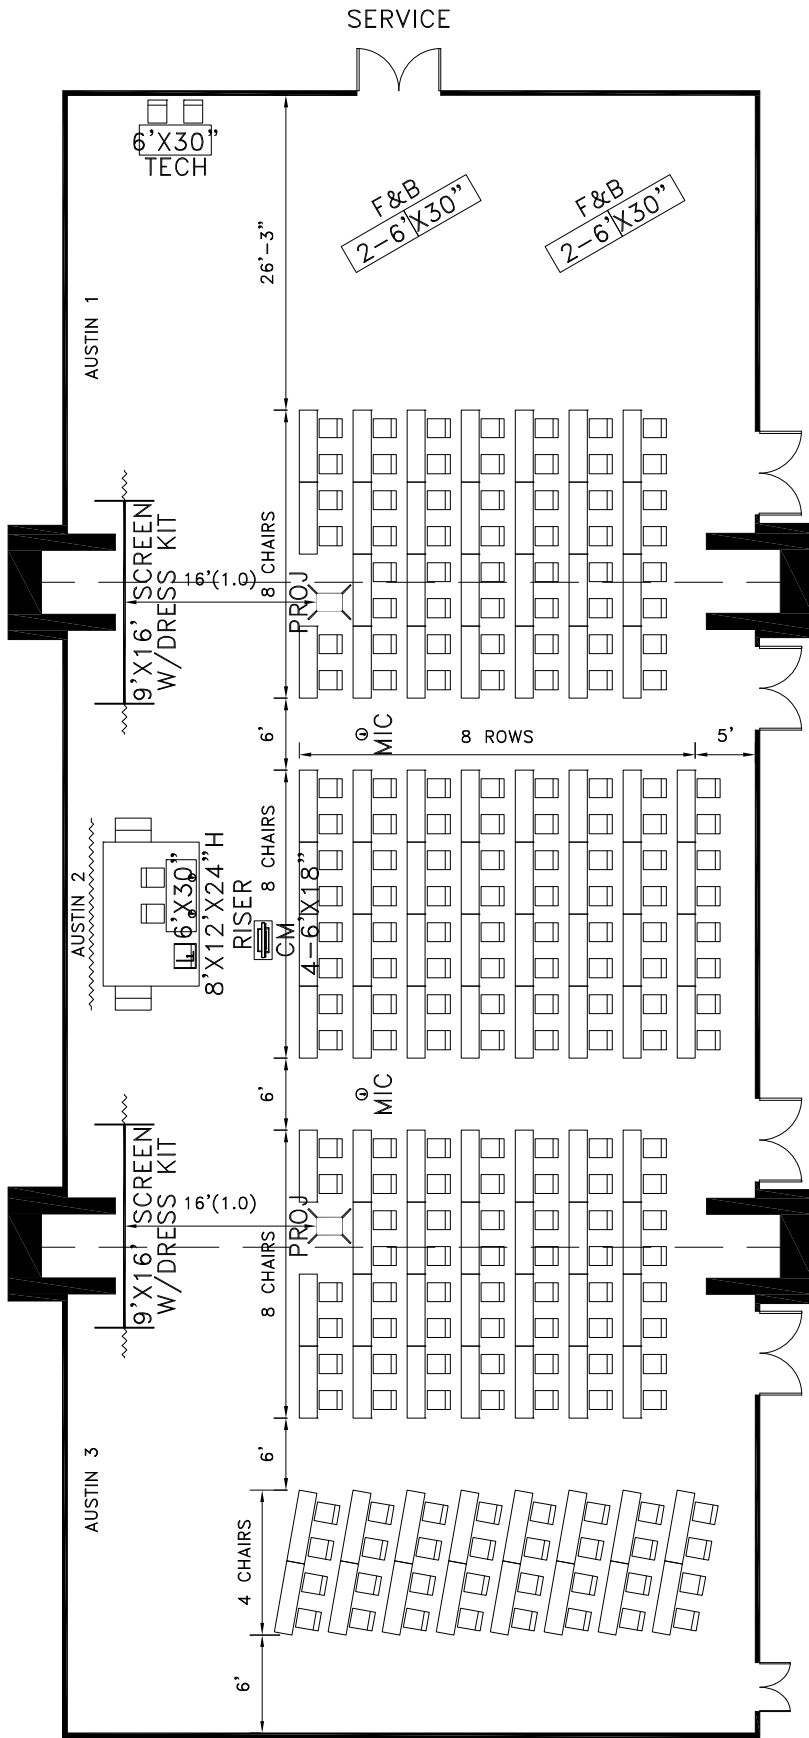 SERVICE
6'X30"
TECH
F&B
2-6'X30"
F&B
2-6'X30"
26'-3"
AUSTIN 1
8 CHAIRS
9'X16' SCREEN
W/DRESS KIT
16'(1.0)
PROJ
6'
MIC
8 ROWS
5'
8 CHAIRS
AUSTIN 2
6'X30"
L
8'X12'X24"H
RISER
CM
4-6'X18"
6'
MIC
9'X16' SCREEN
W/DRESS KIT
16'(1.0)
PROJ
8 CHAIRS
6'
AUSTIN 3
4 CHAIRS
6'